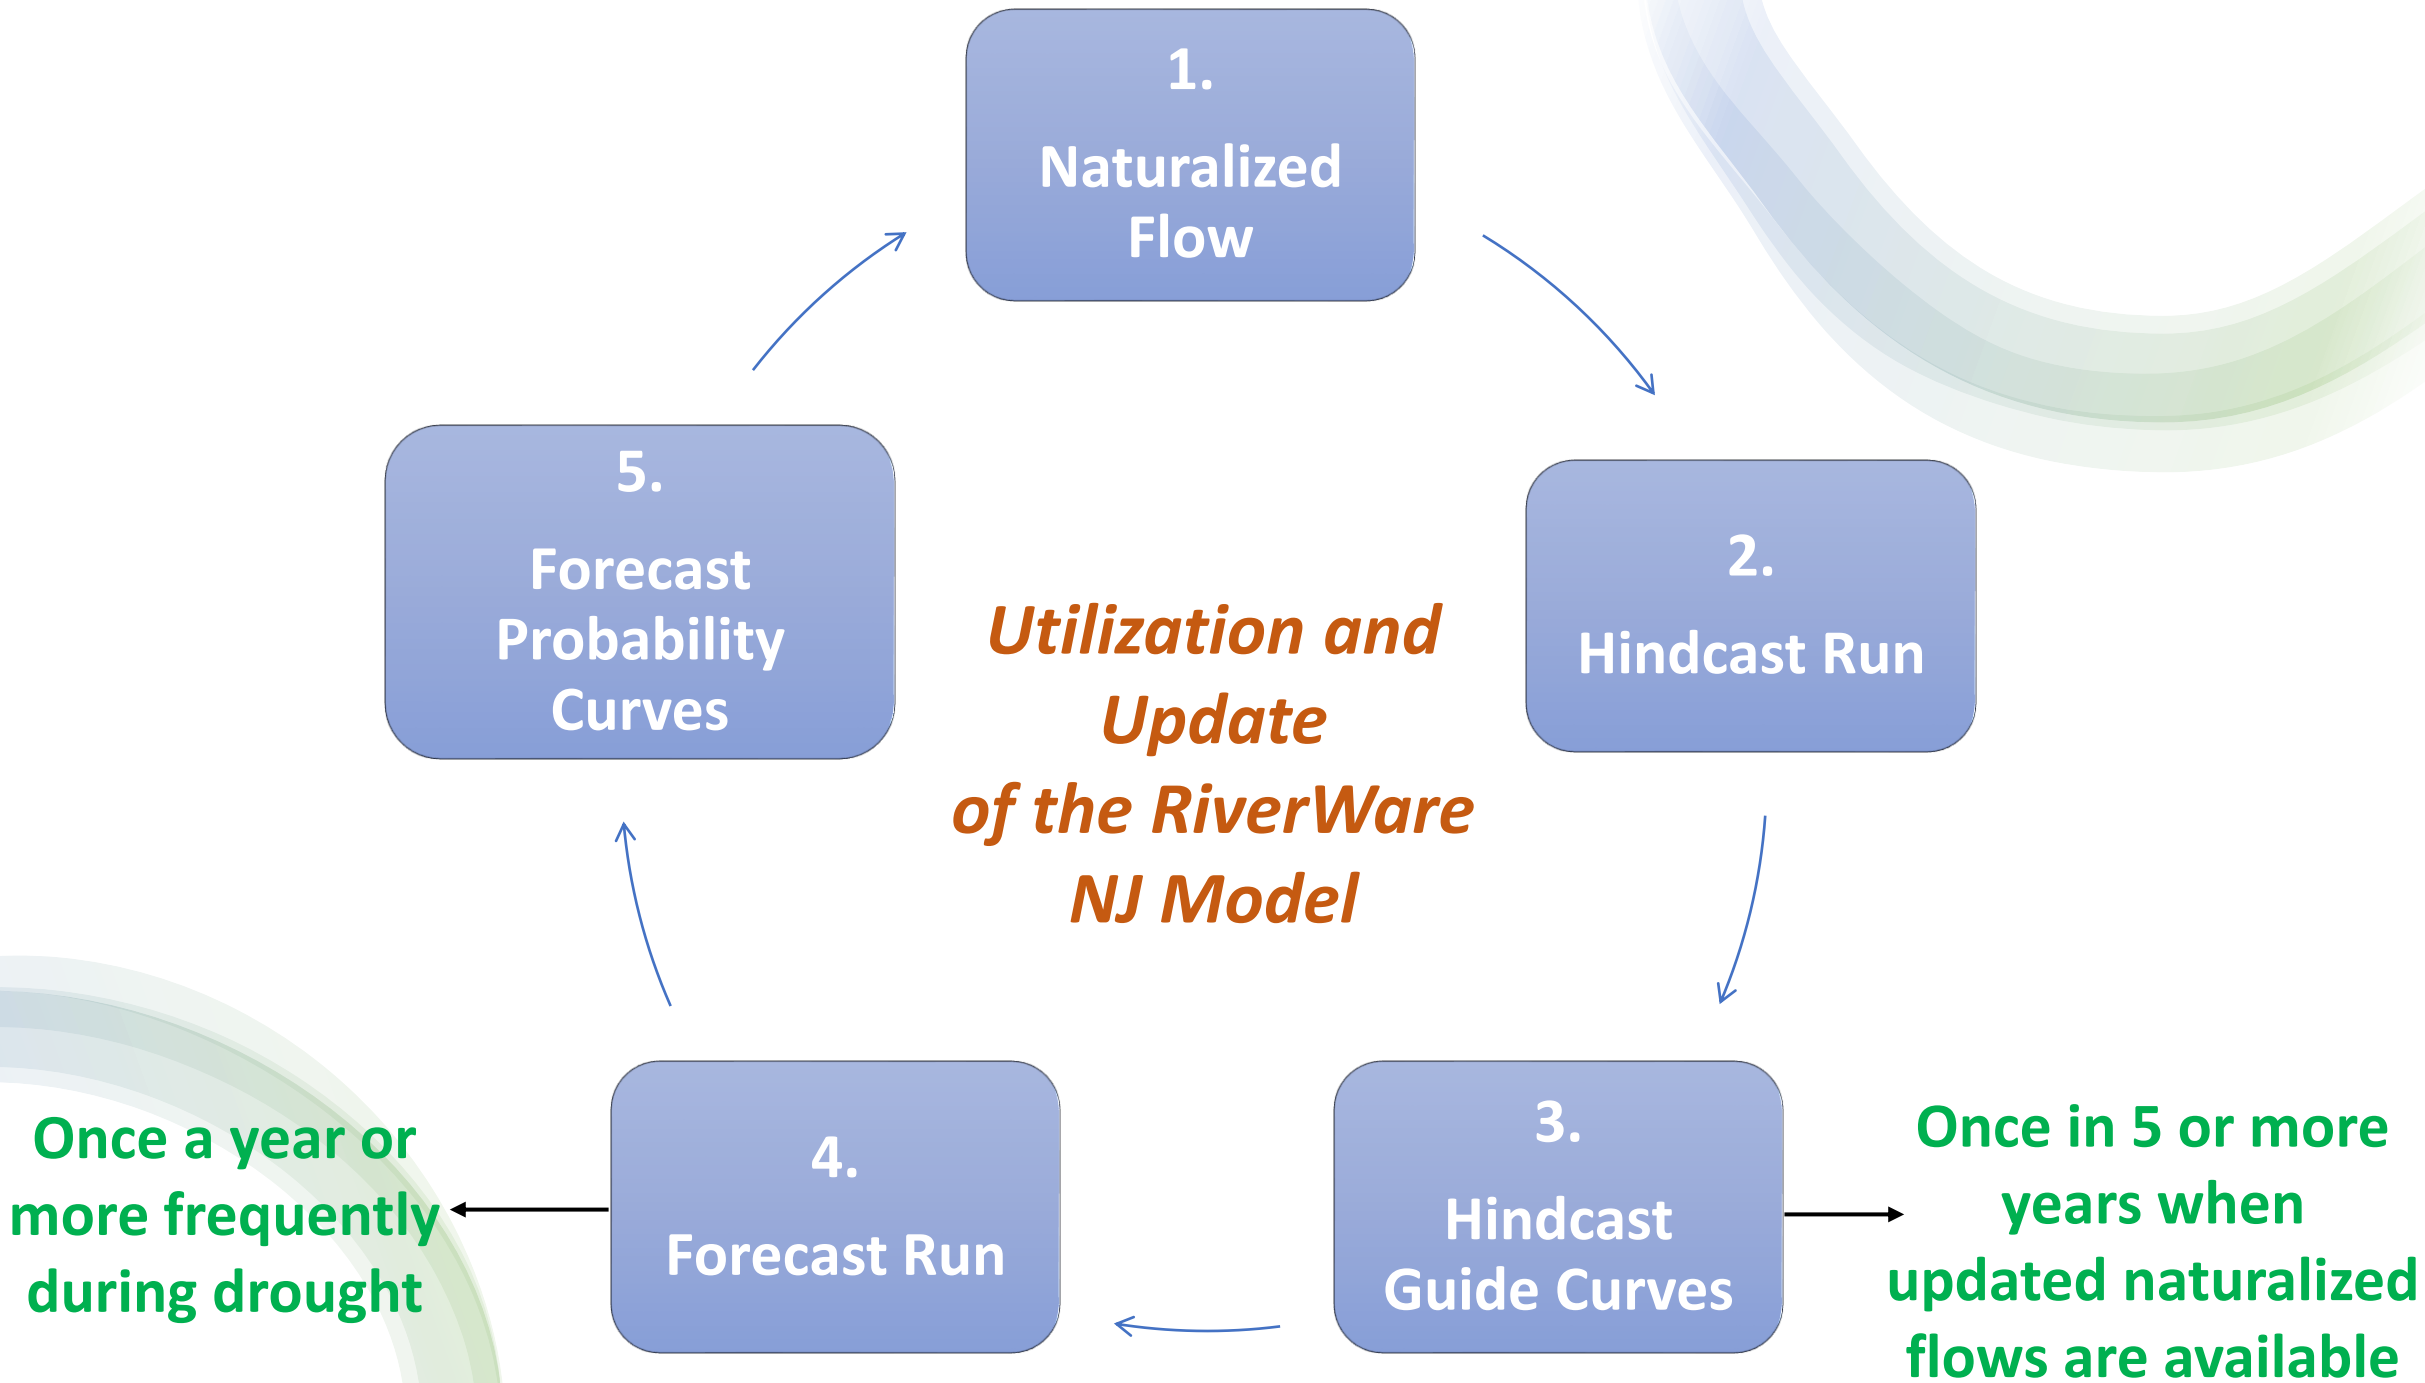 1.
Naturalized
Flow
2.
Hindcast Run
3.
Hindcast
Guide Curves
4.
Forecast Run
5.
Forecast
Probability
Curves
Utilization and
Update
of the RiverWare
NJ Model
Once a year or
more frequently
during drought
Once in 5 or more
years when
updated naturalized
flows are available